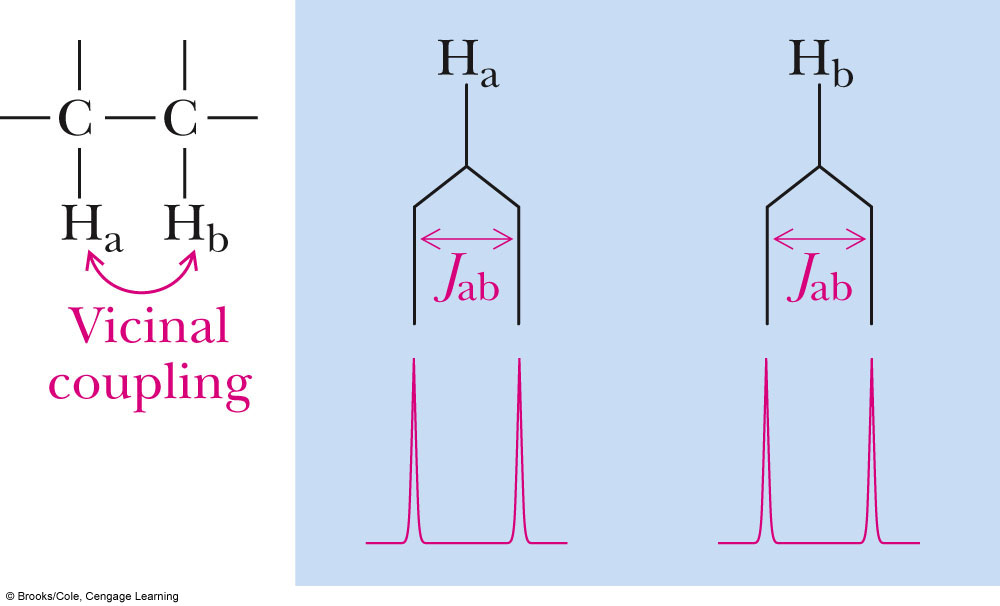 C C
Ha Hb
Vicinal
coupling
Ha Hb
Jab Jab
© Brooks/Cole, Cengage Learning